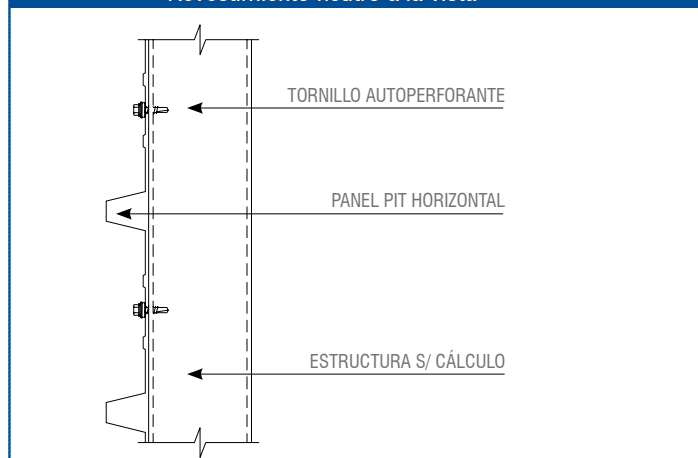 TORNILLO AUTOPERFORANTE
PANEL PIT HORIZONTAL
ESTRUCTURA S/ CÁLCULO